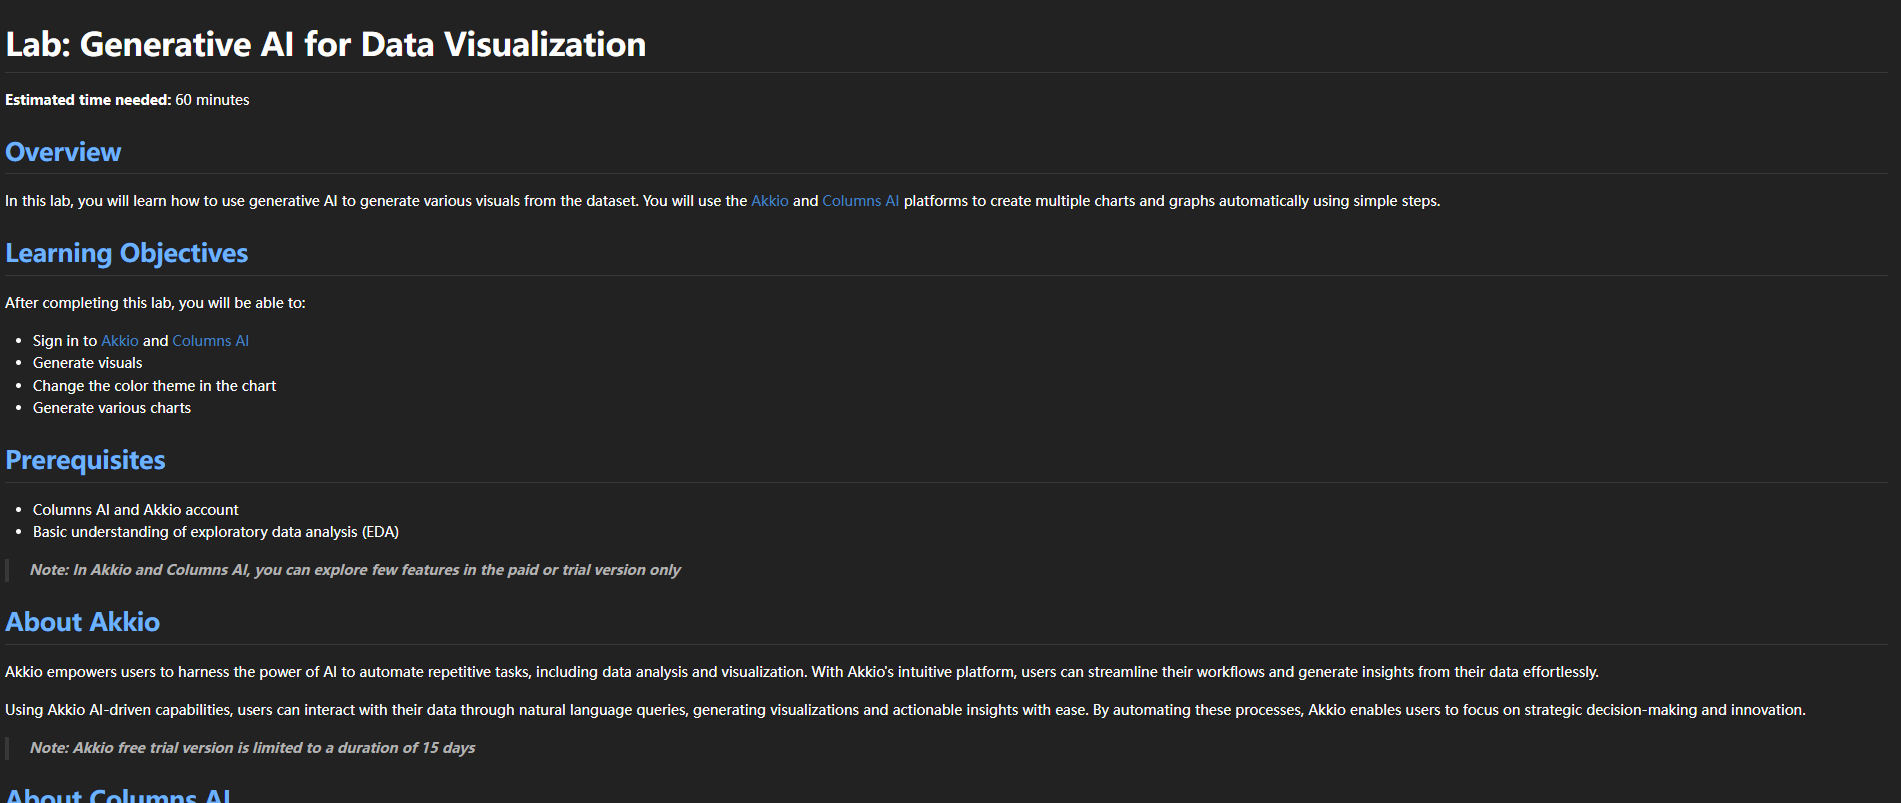 Lab: Generative AI for Data Visualization
Estimated time needed: 60 minutes
Overview
In this lab, you will learn how to use generative AI to generate various visuals from the dataset. You will use the Akkio and Columns AI platforms to create multiple charts and graphs automatically using simple steps.
Learning Objectives
After completing this lab, you will be able to:
• Sign in to Akkio and Columns AI
• Generate visuals
• Change the color theme in the chart
• Generate various charts
Prerequisites
• Columns AI and Akkio account
• Basic understanding of exploratory data analysis (EDA)
Note: In Akkio and Columns AI, you can explore few features in the paid or trial version only
About Akkio
Akkio empowers users to harness the power of AI to automate repetitive tasks, including data analysis and visualization. With Akkio's intuitive platform, users can streamline their workflows and generate insights from their data effortlessly.
Using Akkio AI-driven capabilities, users can interact with their data through natural language queries, generating visualizations and actionable insights with ease. By automating these processes, Akkio enables users to focus on strategic decision-making and innovation.
Note: Akkio free trial version is limited to a duration of 15 days
About Columns AI